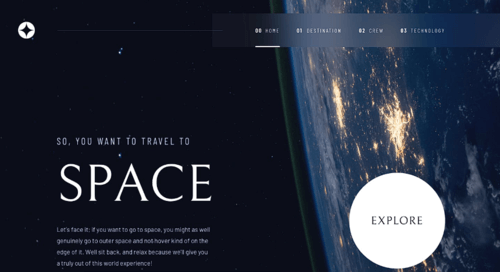 00 HOME 01 DESTINATION 02 CREW 03 TECHNOLOGY
SO, YOU WANT TO TRAVEL TO
SPACE
EXPLORE
Let's face it; if you want to go to space, you might as well
genuinely go to outer space and not hover kind of on the
edge of it. Well sit back, and relax because we'll give you
a truly out of this world experience!